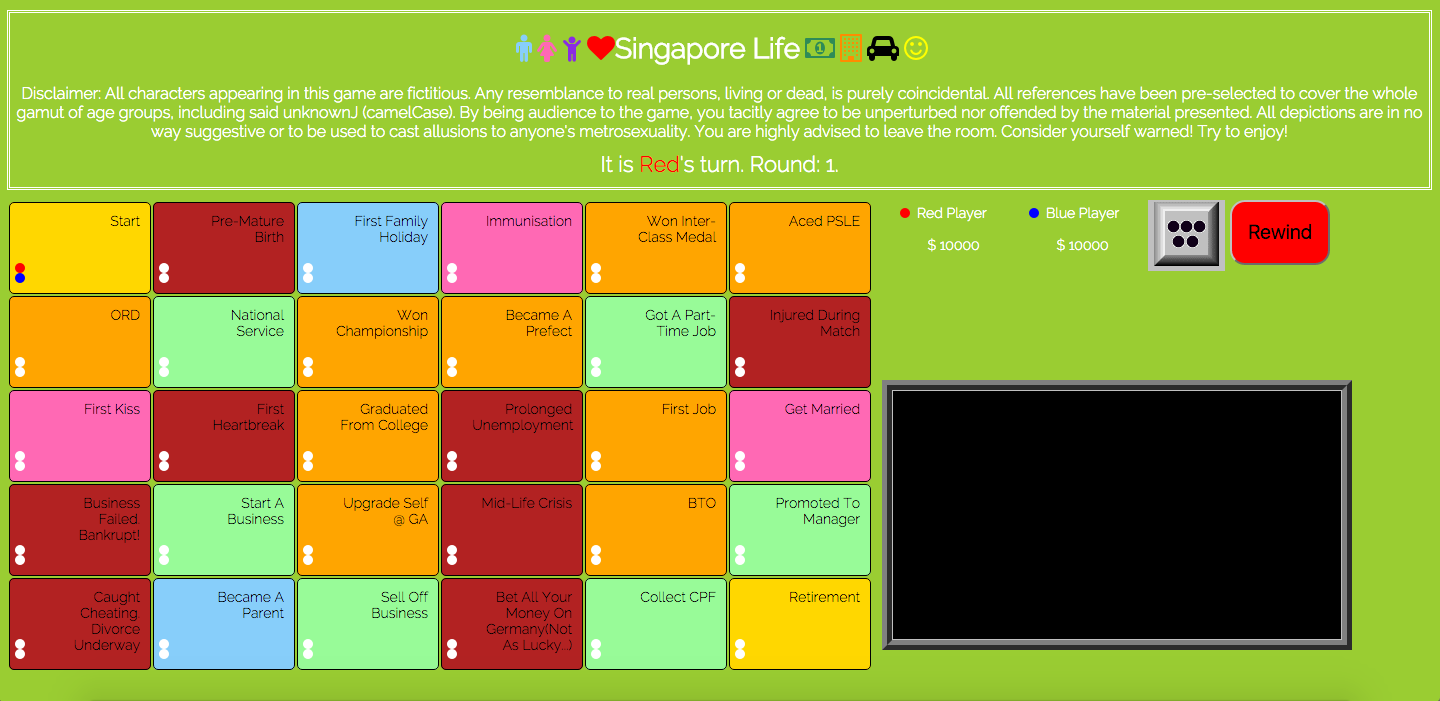 Singapore Life
Disclaimer: All characters appearing in this game are fictitious. Any resemblance to real persons, living or dead, is purely coincidental. All references have been pre-selected to cover the whole
gamut of age groups, including said unknownJ (camelCase). By being audience to the game, you tacitly agree to be unperturbed nor offended by the material presented. All depictions are in no
way suggestive or to be used to cast allusions to anyone's metrosexuality. You are highly advised to leave the room. Consider yourself warned! Try to enjoy!
It is Red's turn. Round: 1.
Start
Pre-Mature
Birth
First Family
Holiday
Immunisation
Won Inter-
Class Medal
Aced PSLE
Red Player
$ 10000
Blue Player
$ 10000
Rewind
ORD
National
Service
Won
Championship
Became A
Prefect
Got A Part-
Time Job
Injured During
Match
First Kiss
First
Heartbreak
Graduated
From College
Prolonged
Unemployment
First Job
Get Married
Business
Failed.
Bankrupt!
Start A
Business
Upgrade Self
@ GA
Mid-Life Crisis
BTO
Promoted To
Manager
Caught
Cheating.
Divorce
Underway
Became A
Parent
Sell Off
Business
Bet All Your
Money On
Germany(Not
As Lucky...)
Collect CPF
Retirement